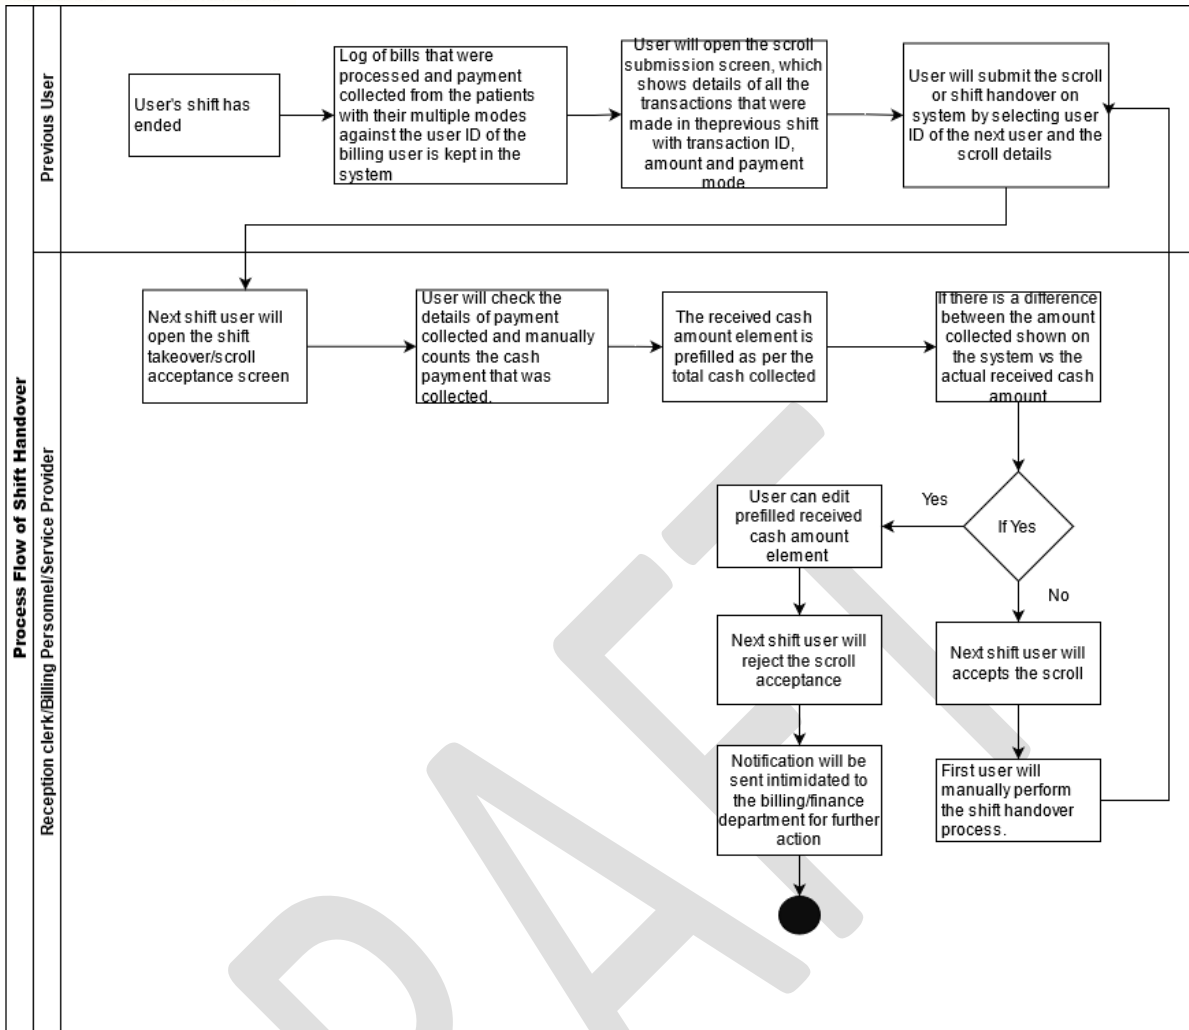 Process Flow of Shift Handover
Previous User
User's shift has
ended
Log of bills that were
processed and payment
collected from the patients
with their multiple modes
against the user ID of the
billing user is kept in the
system
User will open the scroll
submission screen, which
shows details of all the
transactions that were
made in theprevious shift
with transaction ID,
amount and payment
mode
User will submit the scroll
or shift handover on
system by selecting user
ID of the next user and the
scroll details
Reception clerk/Billing Personnel/Service Provider
Next shift user will
open the shift
takeover/scroll
acceptance screen
User will check the
details of payment
collected and manually
counts the cash
payment that was
collected.
The received cash
amount element is
prefilled as per the
total cash collected
If there is a difference
between the amount
collected shown on
the system vs the
actual received cash
amount
If Yes
Yes
No
User can edit
prefilled received
cash amount
element
Next shift user will
reject the scroll
acceptance
Notification will be
sent intimidated to
the billing/finance
department for further
action
Next shift user will
accepts the scroll
First user will
manually perform
the shift handover
process.
DRAFT